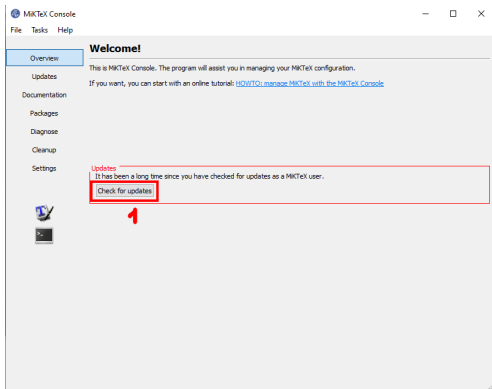 MiKTeX Console
File Tasks Help
Overview
Updates
Documentation
Packages
Diagnose
Cleanup
Settings
Welcome!
This is MiKTeX Console. The program will assist you in managing your MiKTeX configuration.
If you want, you can start with an online tutorial: HOWTO: manage MiKTeX with the MiKTeX Console
Updates
It has been a long time since you have checked for updates as a MiKTeX user.
Check for updates
1